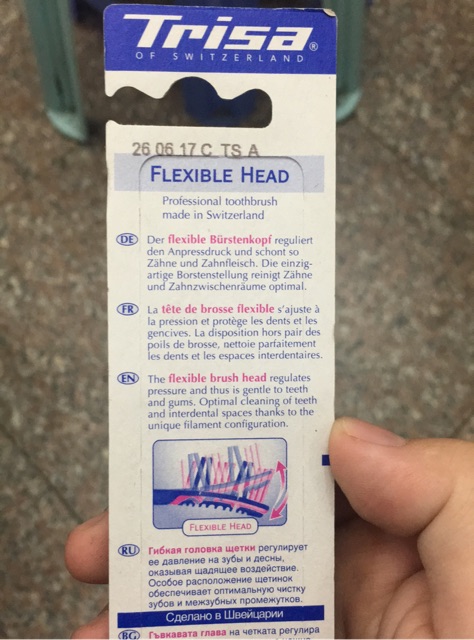 Trisa®
OF SWITZERLAND
26 06 17 C TS A
FLEXIBLE HEAD
Professional toothbrush
made in Switzerland
DE Der flexible Bürstenkopf reguliert
den Anpressdruck und schont so
Zähne und Zahnfleisch. Die einzig-
artige Borstenstellung reinigt Zähne
und Zahnzwischenräume optimal.
FR La tête de brosse flexible s'ajuste à
la pression et protège les dents et les
gencives. La disposition hors pair des
poils de brosse, nettoie parfaitement
les dents et les espaces interdentaires.
EN The flexible brush head regulates
pressure and thus is gentle to teeth
and gums. Optimal cleaning of teeth
and interdental spaces thanks to the
unique filament configuration.
FLEXIBLE HEAD
RU Гибкая головка щетки регулирует
ее давление на зубы и десны,
оказывая щадящее воздействие.
Особое расположение щетинок
обеспечивает оптимальную чистку
зубов и межзубных промежутков.
Сделано в Швейцарии
BG Гъвкавата глава на четката регулира